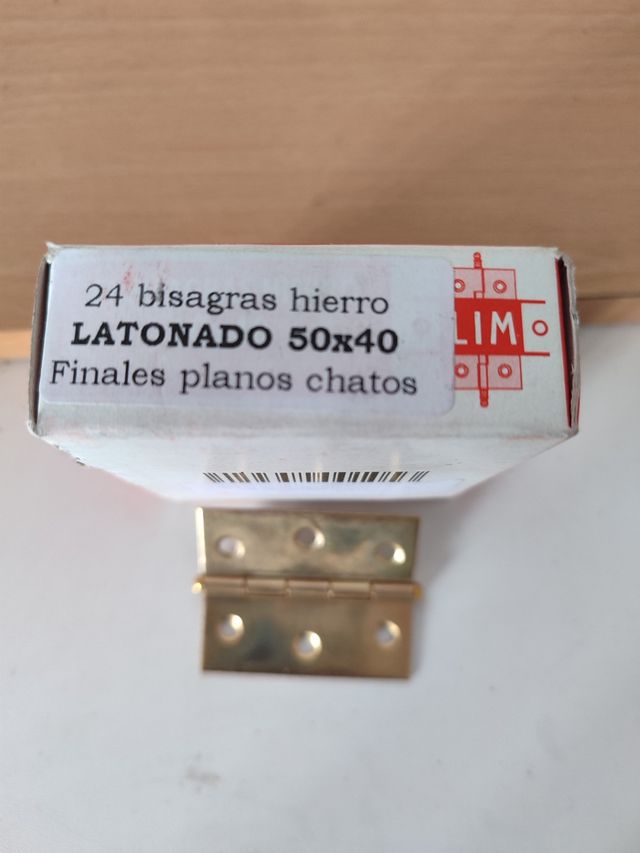 24 bisagras hierro
LATONADO 50x40
Finales planos chatos
LIM